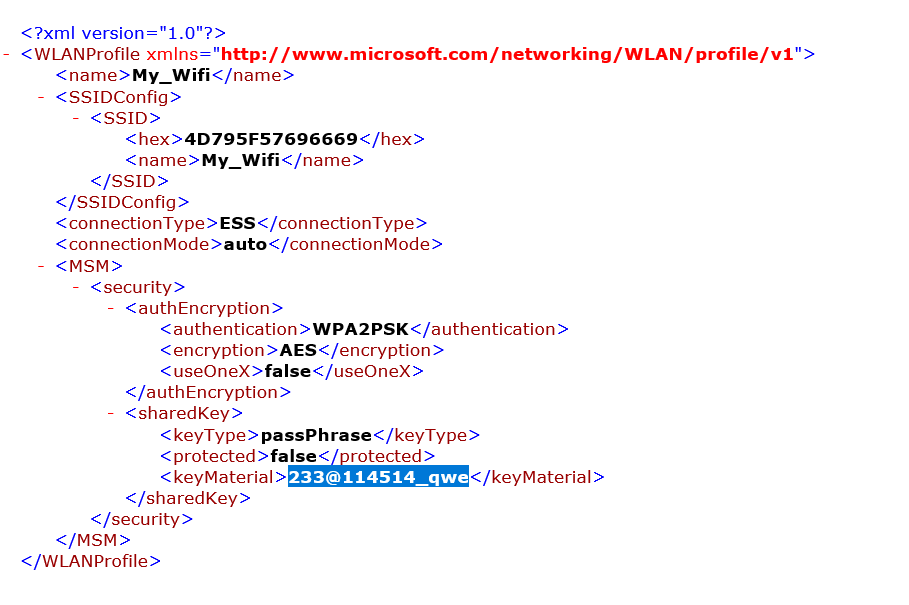 <?xml version="1.0"?>
- <WLANProfile xmlns="http://www.microsoft.com/networking/WLAN/profile/v1">
<name>My_Wifi</name>
- <SSIDConfig>
- <SSID>
<hex>4D795F57696669</hex>
<name>My_Wifi</name>
</SSID>
</SSIDConfig>
<connectionType>ESS</connectionType>
<connectionMode>auto</connectionMode>
- <MSM>
- <security>
- <authEncryption>
<authentication>WPA2PSK</authentication>
<encryption>AES</encryption>
<useOneX>false</useOneX>
</authEncryption>
- <sharedKey>
<keyType>passPhrase</keyType>
<protected>false</protected>
<keyMaterial>233@114514_qwe</keyMaterial>
</sharedKey>
</security>
</MSM>
</WLANProfile>